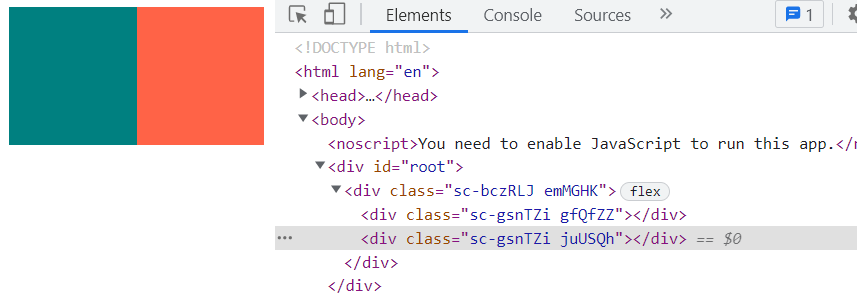 Elements Console Sources » 1
<!DOCTYPE html>
<html lang="en">
<head>…</head>
<body>
<noscript>You need to enable JavaScript to run this app.</
<div id="root">
<div class="sc-bczRLJ emMGHK"> flex
<div class="sc-gsnTZi gfQfZZ"></div>
... <div class="sc-gsnTZi juUSQh"></div> == $0
</div>
</div>